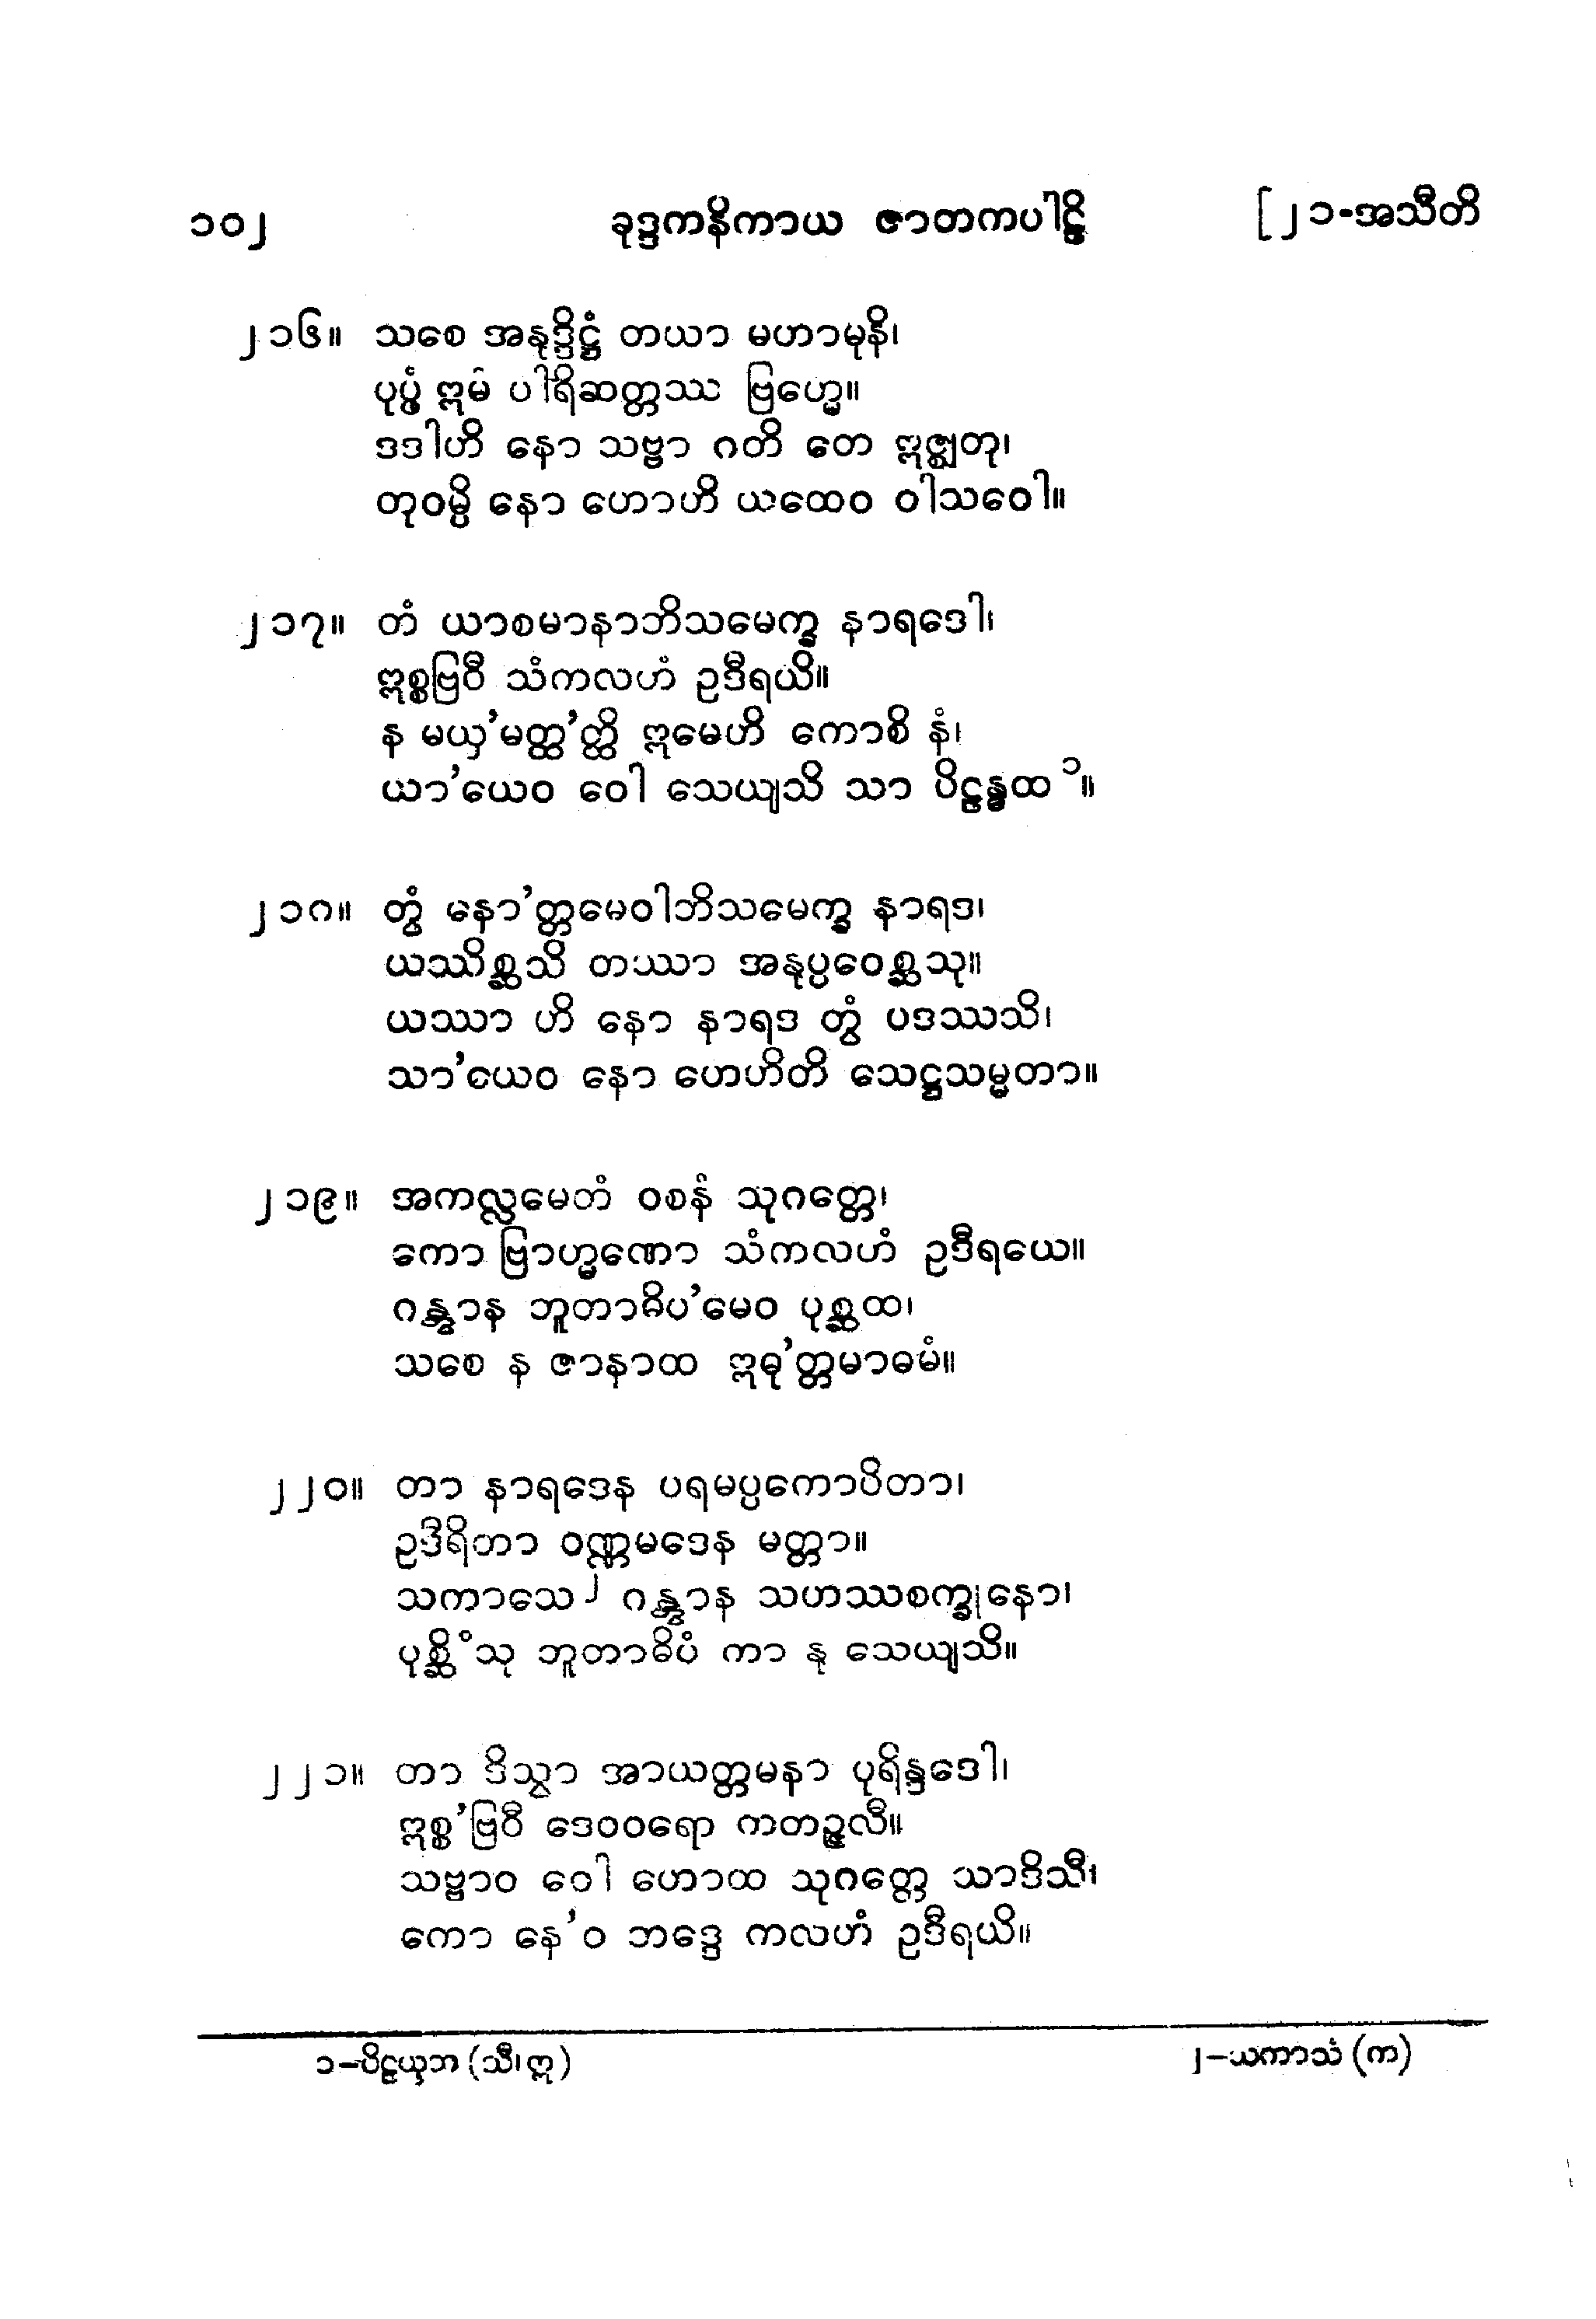 ၁၀၂ ခုဒ္ဒကနိကာယ ဇာတကပါဠိ [၂၁-အသီတိ
၂၁၆။ သစေ အနုဒ္ဒိဋ္ဌံ တယာ မဟာမုနိ၊
ပုပ္ဖံ ဣမံ ပါရိဆတ္တဿ ဗြဟ္မေ။
ဒဒါဟိ နော သဗ္ဗာ ဂတိ တေ ဣဇ္ဈတု၊
တုဝမ္ပိ နော ဟောဟိ ယထေဝ ဝါသဝေါ။
၂၁၇။ တံ ယာစမာနာဘိသမေက္ခ နာရဒေါ၊
ဣစ္စဗြဝီ သံကလဟံ ဥဒီရယိ။
န မယှ’မတ္ထ’တ္ထိ ဣမေဟိ ကောစိ နံ၊
ယာ’ယေဝ ဝေါ သေယျသိ သာ ပိဠန္ဓထ ၁။
၂၁၈။ တွံ နော’တ္တမေဝါဘိသမေက္ခ နာရဒ၊
ယဿိစ္ဆသိ တဿာ အနုပ္ပဝေစ္ဆသု။
ယဿာ ဟိ နော နာရဒ တွံ ပဒဿသိ၊
သာ’ယေဝ နော ဟေဟိတိ သေဋ္ဌသမ္မတာ။
၂၁၉။ အကလ္လမေတံ ဝစနံ သုဂတ္တေ၊
ကော ဗြာဟ္မဏော သံကလဟံ ဥဒီရယေ။
ဂန္တွာန ဘူတာဓိပ’မေဝ ပုစ္ဆထ၊
သစေ န ဇာနာထ ဣဓု’တ္တမာဓမံ။
၂၂၀။ တာ နာရဒေန ပရမပ္ပကောပိတာ၊
ဥဒီရိတာ ဝဏ္ဏမဒေန မတ္တာ။
သကာသေ ၂ ဂန္တွာန သဟဿစက္ခုနော၊
ပုစ္ဆိံသု ဘူတာဓိပံ ကာ နု သေယျသိ။
၂၂၁။ တာ ဒိသွာ အာယတ္တမနာ ပုရိန္ဒဒေါ၊
ဣစ္စ’ဗြဝီ ဒေဝဝရော ကတဉ္ဇလီ။
သဗ္ဗာဝ ဝေါ ဟောထ သုဂတ္တေ သာဒိသီ၊
ကော နေ’ဝ ဘဒ္ဒေ ကလဟံ ဥဒီရယိ။
၁–ပိဠယှဘ (သီ၊ဣ) ၂–ယကာသံ (က)